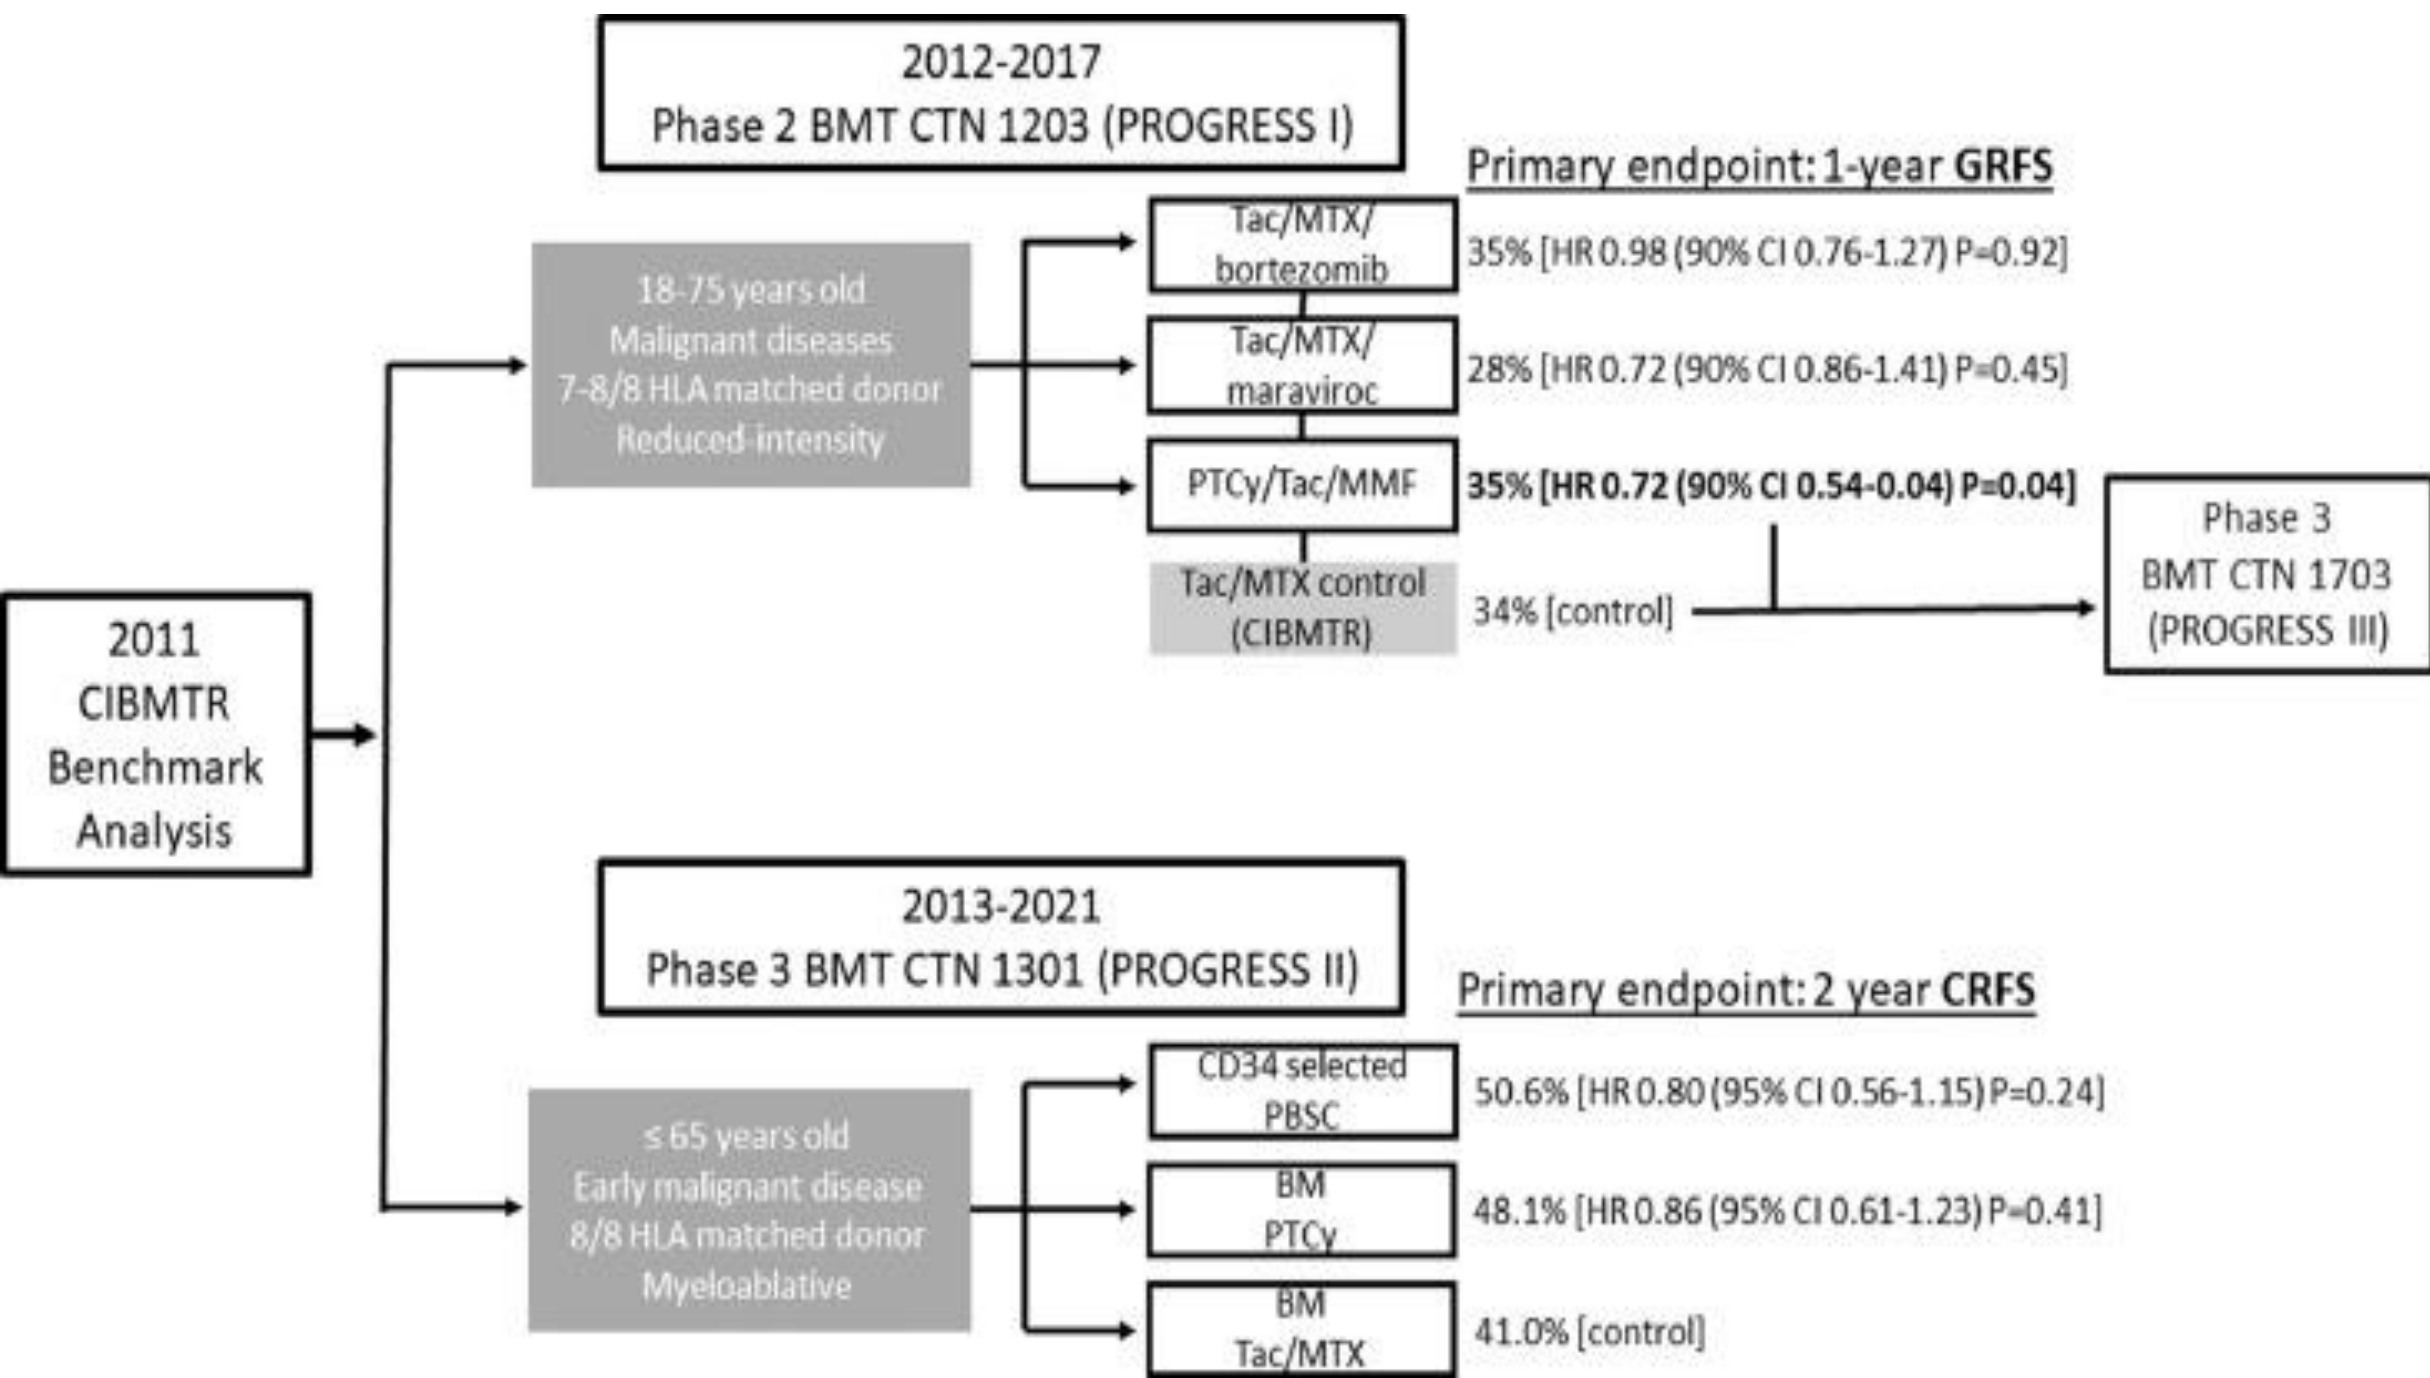 2012-2017
Phase 2 BMT CTN 1203 (PROGRESS I)
Primary endpoint: 1-year GRFS
18-75 years old
Malignant diseases
7-8/8 HLA matched donor
Reduced-intensity
Tac/MTX/
bortezomib
35% [HR 0.98 (90% CI 0.76-1.27) P=0.92]
Tac/MTX/
maraviroc
28% [HR 0.72 (90% CI 0.86-1.41) P=0.45]
PTCy/Tac/MMF
35% [HR 0.72 (90% CI 0.54-0.04) P=0.04]
Tac/MTX control
(CIBMTR)
34% [control]
Phase 3
BMT CTN 1703
(PROGRESS III)
2011
CIBMTR
Benchmark
Analysis
2013-2021
Phase 3 BMT CTN 1301 (PROGRESS II)
Primary endpoint: 2 year CRFS
≤ 65 years old
Early malignant disease
8/8 HLA matched donor
Myeloablative
CD34 selected
PBSC
50.6% [HR 0.80 (95% CI 0.56-1.15) P=0.24]
BM
PTCy
48.1% [HR 0.86 (95% CI 0.61-1.23) P=0.41]
BM
Tac/MTX
41.0% [control]